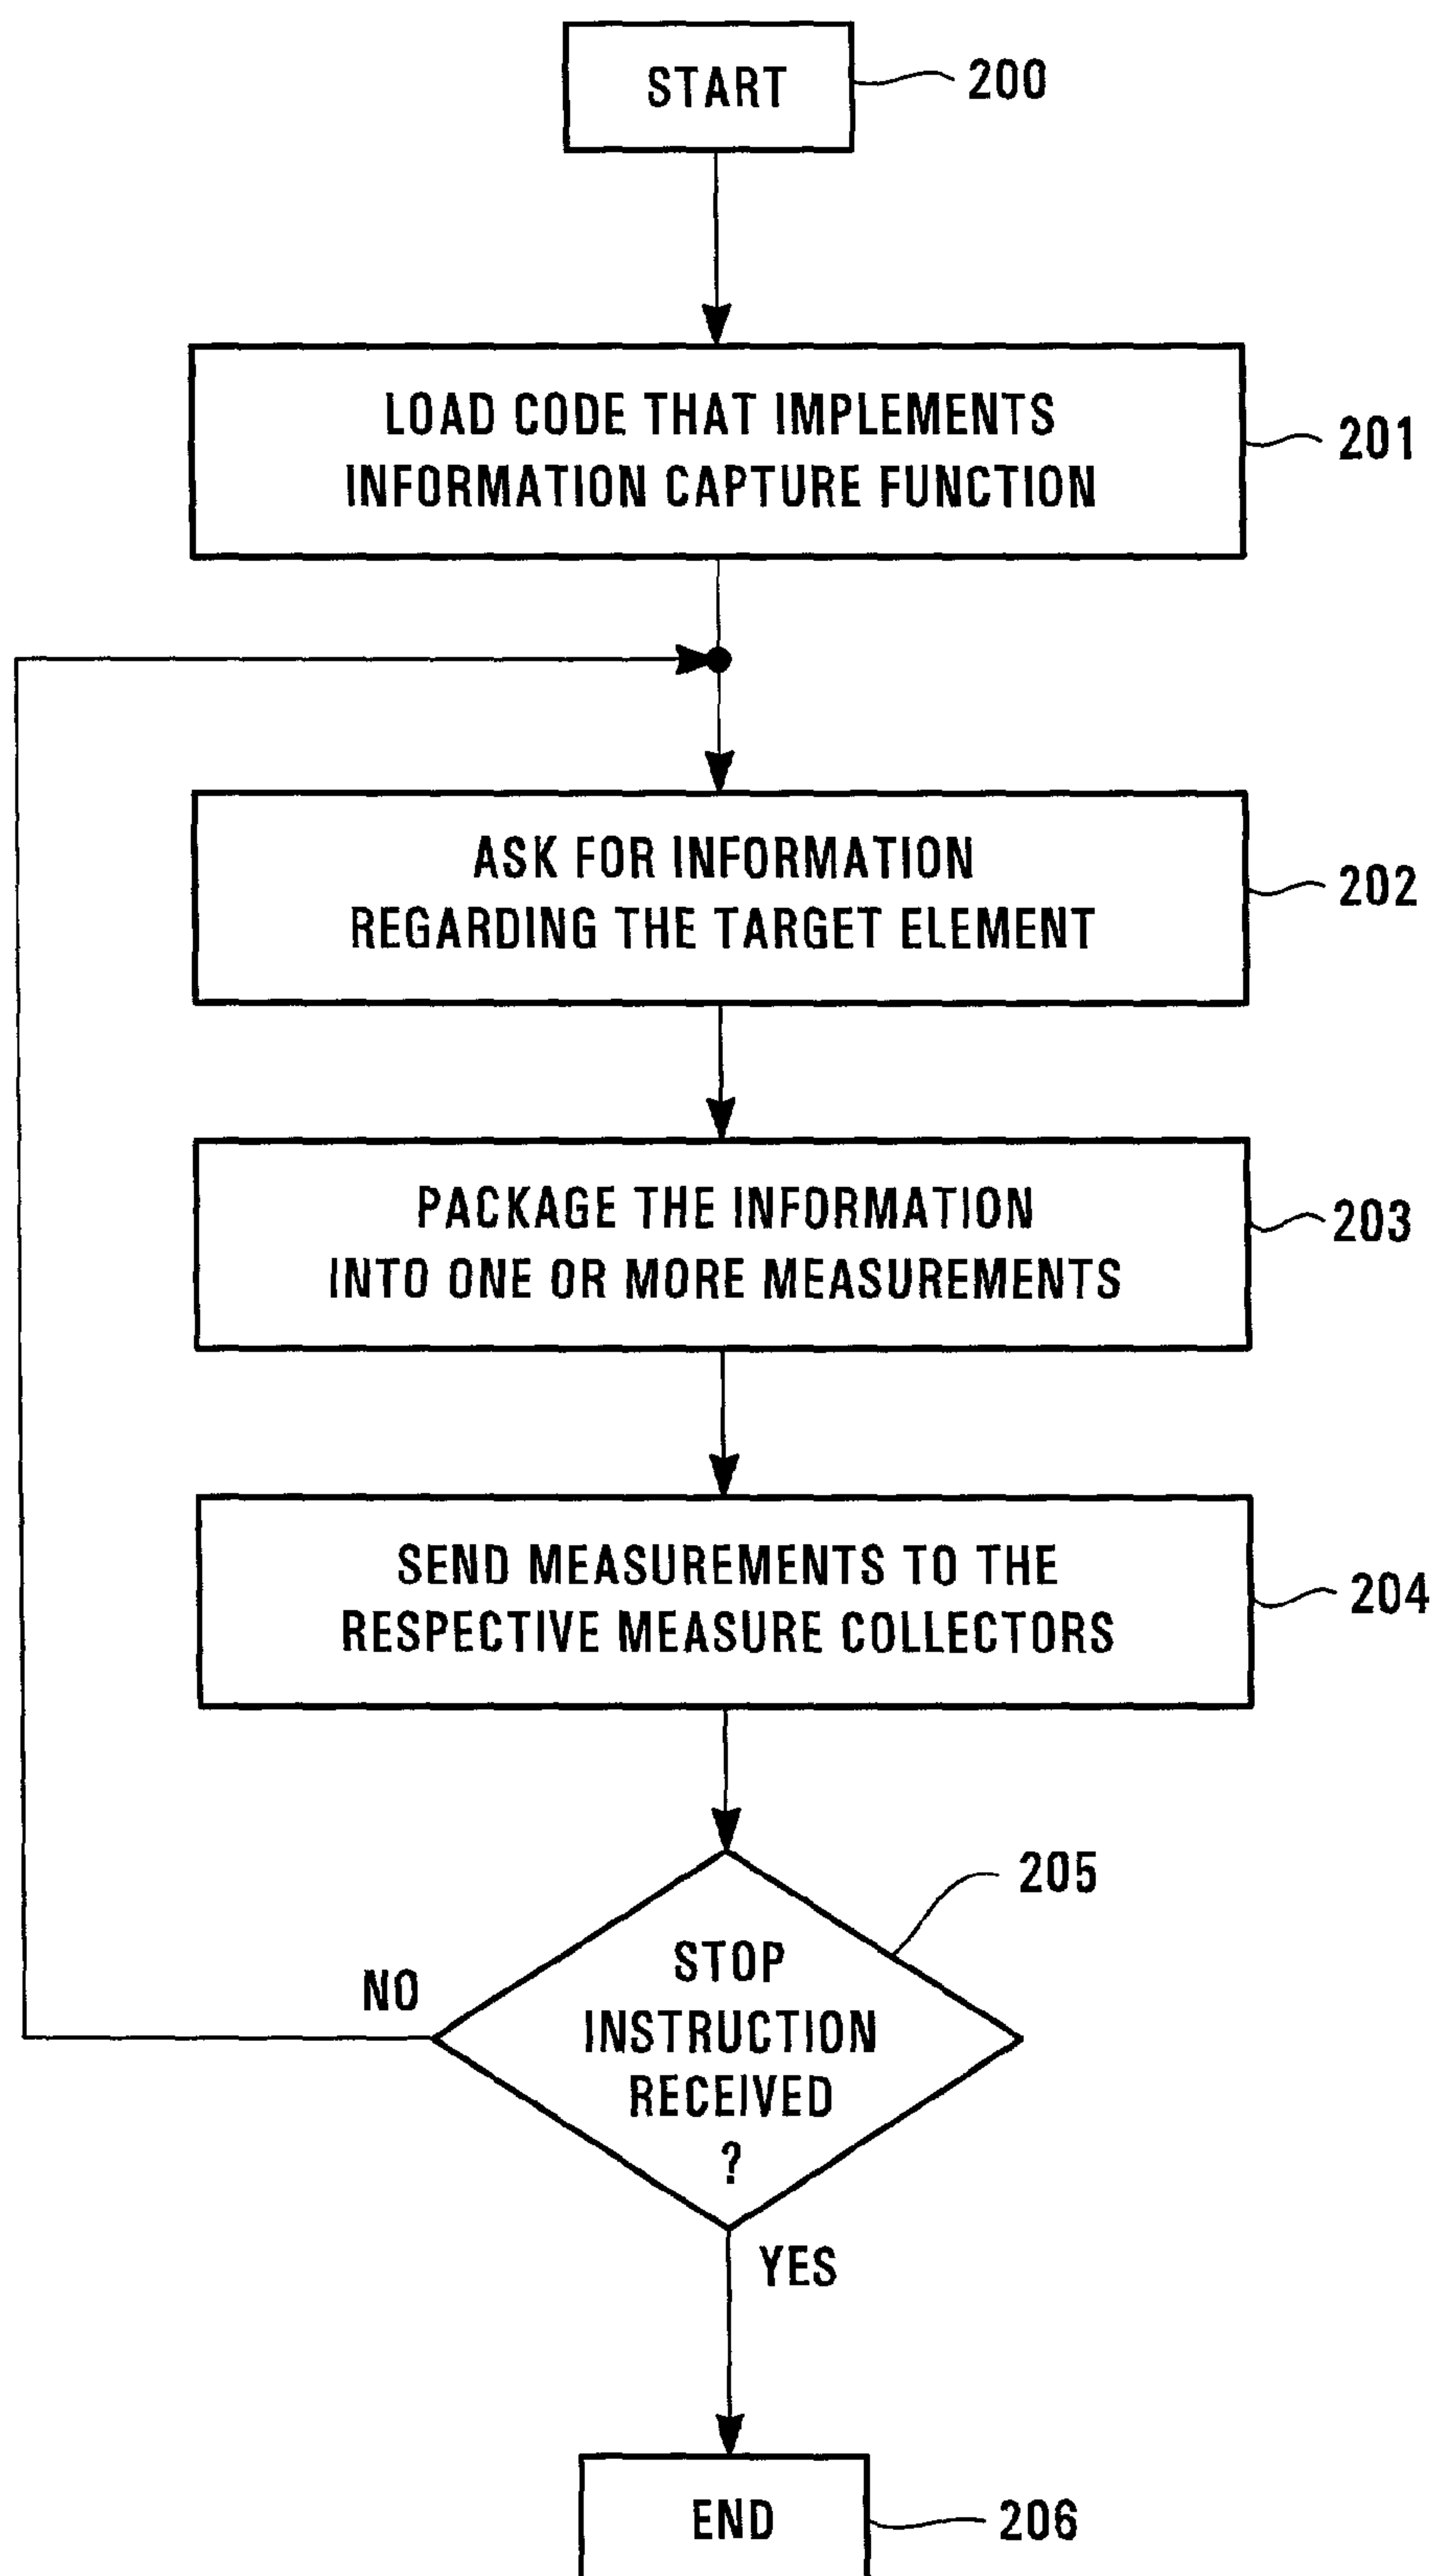 START
200
LOAD CODE THAT IMPLEMENTS
INFORMATION CAPTURE FUNCTION
201
ASK FOR INFORMATION
REGARDING THE TARGET ELEMENT
202
PACKAGE THE INFORMATION
INTO ONE OR MORE MEASUREMENTS
203
SEND MEASUREMENTS TO THE
RESPECTIVE MEASURE COLLECTORS
204
205
STOP
INSTRUCTION
RECEIVED
?
NO
YES
END
206